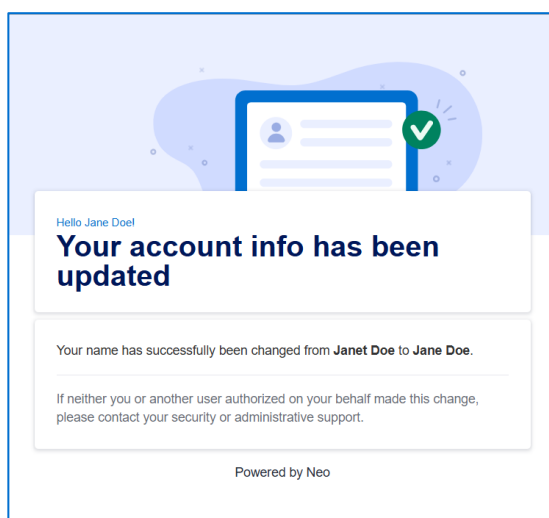 Hello Jane Doe!
Your account info has been
updated
Your name has successfully been changed from Janet Doe to Jane Doe.
If neither you or another user authorized on your behalf made this change,
please contact your security or administrative support.
Powered by Neo